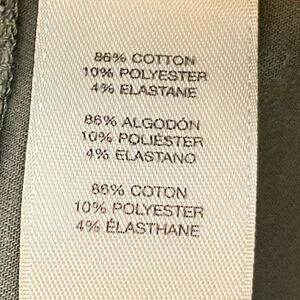 86% COTTON
10% POLYESTER
4% ELASTANE
86% ALGODÓN
10% POLIÉSTER
4% ELASTANO
86% COTON
10% POLYESTER
4% ÉLASTHANE